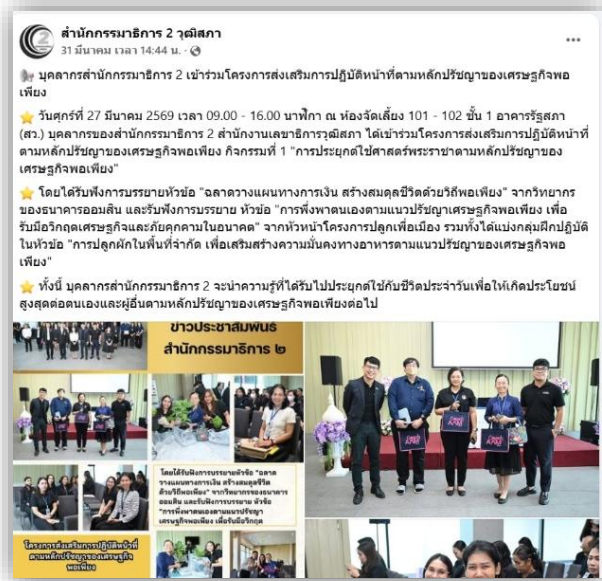 สำนักกรรมาธิการ 2 วุฒิสภา
31 มีนาคม เวลา 14:44 น.
บุคลากรสำนักกรรมาธิการ 2 เข้าร่วมโครงการส่งเสริมการปฏิบัติหน้าที่ตามหลักปรัชญาของเศรษฐกิจพอ
เพียง
วันศุกร์ที่ 27 มีนาคม 2569 เวลา 09.00 - 16.00 นาฬิกา ณ ห้องจัดเลี้ยง 101 - 102 ชั้น 1 อาคารรัฐสภา
(สว.) บุคลากรของสำนักกรรมาธิการ 2 สำนักงานเลขาธิการวุฒิสภา ได้เข้าร่วมโครงการส่งเสริมการปฏิบัติหน้าที่
ตามหลักปรัชญาของเศรษฐกิจพอเพียง กิจกรรมที่ 1 "การประยุกต์ใช้ศาสตร์พระราชาตามหลักปรัชญาของ
เศรษฐกิจพอเพียง"
โดยได้รับฟังการบรรยายหัวข้อ "ฉลาดวางแผนทางการเงิน สร้างสมดุลชีวิตด้วยวิถีพอเพียง" จากวิทยากร
ของธนาคารออมสิน และรับฟังการบรรยาย หัวข้อ "การพึ่งพาตนเองตามแนวปรัชญาเศรษฐกิจพอเพียง เพื่อ
รับมือวิกฤตเศรษฐกิจและภัยคุกคามในอนาคต" จากหัวหน้าโครงการปลูกเพื่อเมือง รวมทั้งได้แบ่งกลุ่มฝึกปฏิบัติ
ในหัวข้อ "การปลูกผักในพื้นที่จำกัด เพื่อเสริมสร้างความมั่นคงทางอาหารตามแนวปรัชญาของเศรษฐกิจพอ
เพียง"
ทั้งนี้ บุคลากรสำนักกรรมาธิการ 2 จะนำความรู้ที่ได้รับไปประยุกต์ใช้กับชีวิตประจำวันเพื่อให้เกิดประโยชน์
สูงสุดต่อตนเองและผู้อื่นตามหลักปรัชญาของเศรษฐกิจพอเพียงต่อไป
ข่าวประชาสัมพันธ์
สำนักกรรมาธิการ ๒
โดยได้รับฟังการบรรยายหัวข้อ "ฉลาด
วางแผนทางการเงิน สร้างสมดุลชีวิต
ด้วยวิถีพอเพียง" จากวิทยากรของธนาคาร
ออมสิน และรับฟังการบรรยาย หัวข้อ
"การพึ่งพาตนเองตามแนวปรัชญา
เศรษฐกิจพอเพียง เพื่อรับมือวิกฤต
โครงการส่งเสริมการปฏิบัติหน้าที่
ตามหลักปรัชญาของเศรษฐกิจ
พอเพียง